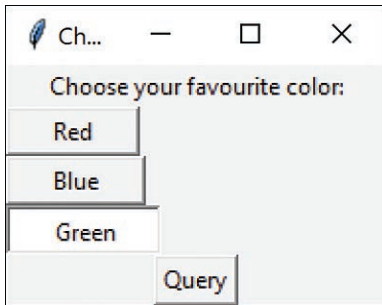 Ch...
Choose your favourite color:
Red
Blue
Green
Query